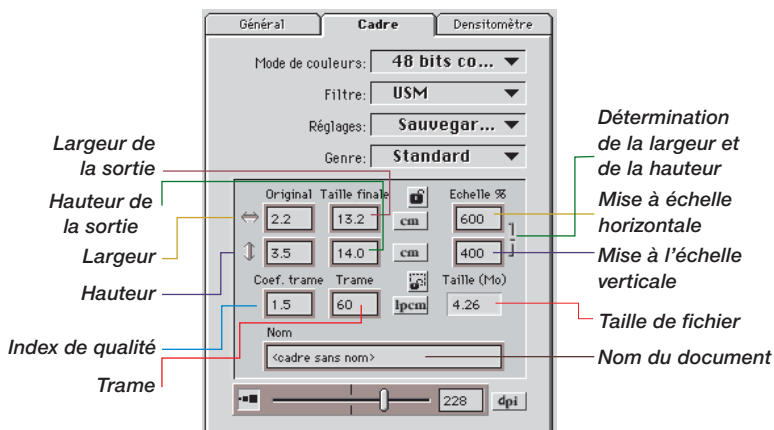 Général Cadre Densitomètre
Mode de couleurs: 48 bits co...
Filtre: USM
Réglages: Sauvegar...
Genre: Standard
Original Taille finale Echelle %
2.2 13.2 cm 600
3.5 14.0 cm 400
Coef. trame Trame Taille (Mo)
1.5 60 lpcm 4.26
Nom
<cadre sans nom>
228 dpi
Largeur de
la sortie
Hauteur de
la sortie
Largeur
Hauteur
Index de qualité
Trame
Détermination
de la largeur et
de la hauteur
Mise à échelle
horizontale
Mise à l'échelle
verticale
Taille de fichier
Nom du document